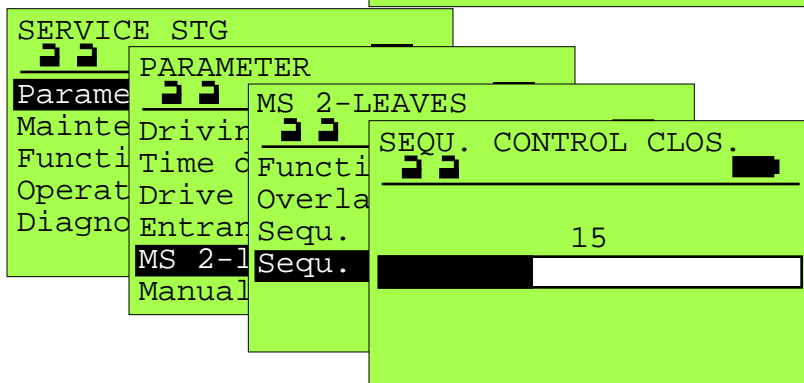 SERVICE STG
Parame
Mainte
Functi
Operat
Diagno
PARAMETER
Drivin
Time d
Drive
Entran
MS 2-l
Manual
MS 2-LEAVES
Functi
Overla
Sequ.
Sequ.
SEQU. CONTROL CLOS.
15